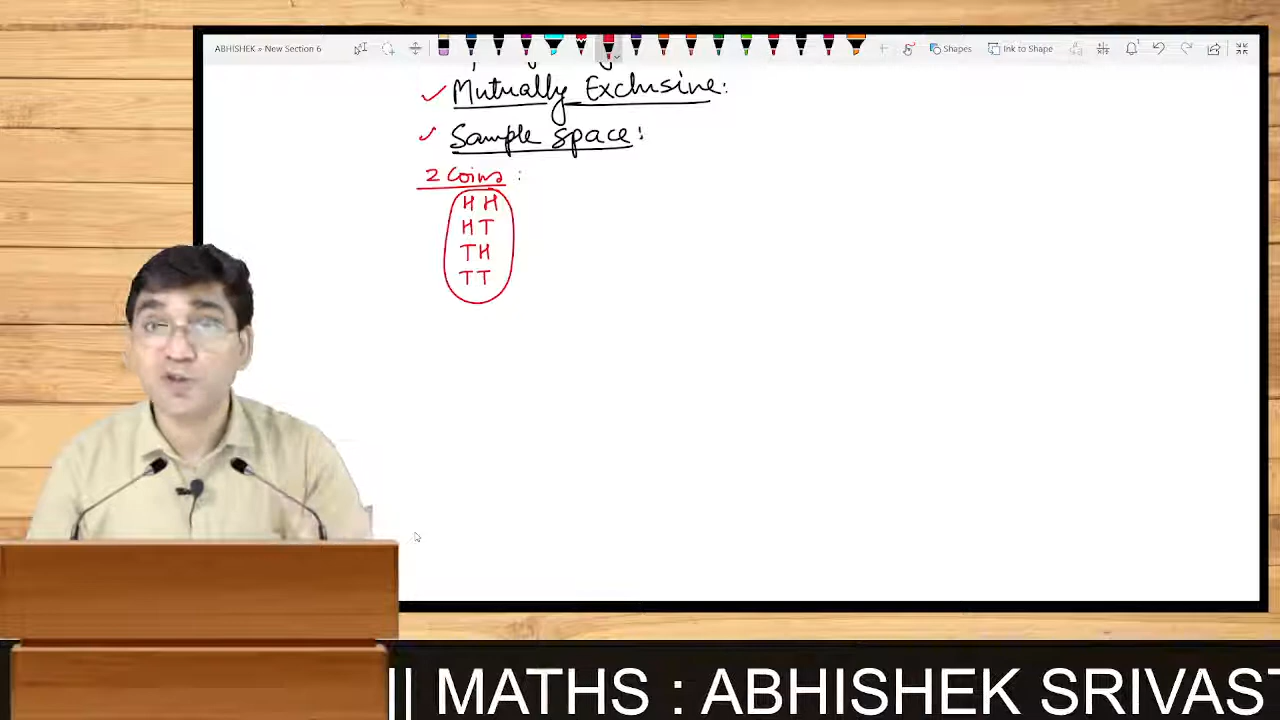 ABHISHEK » New Section 6
Shapes
Ink to Shape
Mutually Exclusive:
Sample space:
2 Coins :
H H
H T
T H
T T
|| MATHS : ABHISHEK SRIVAST